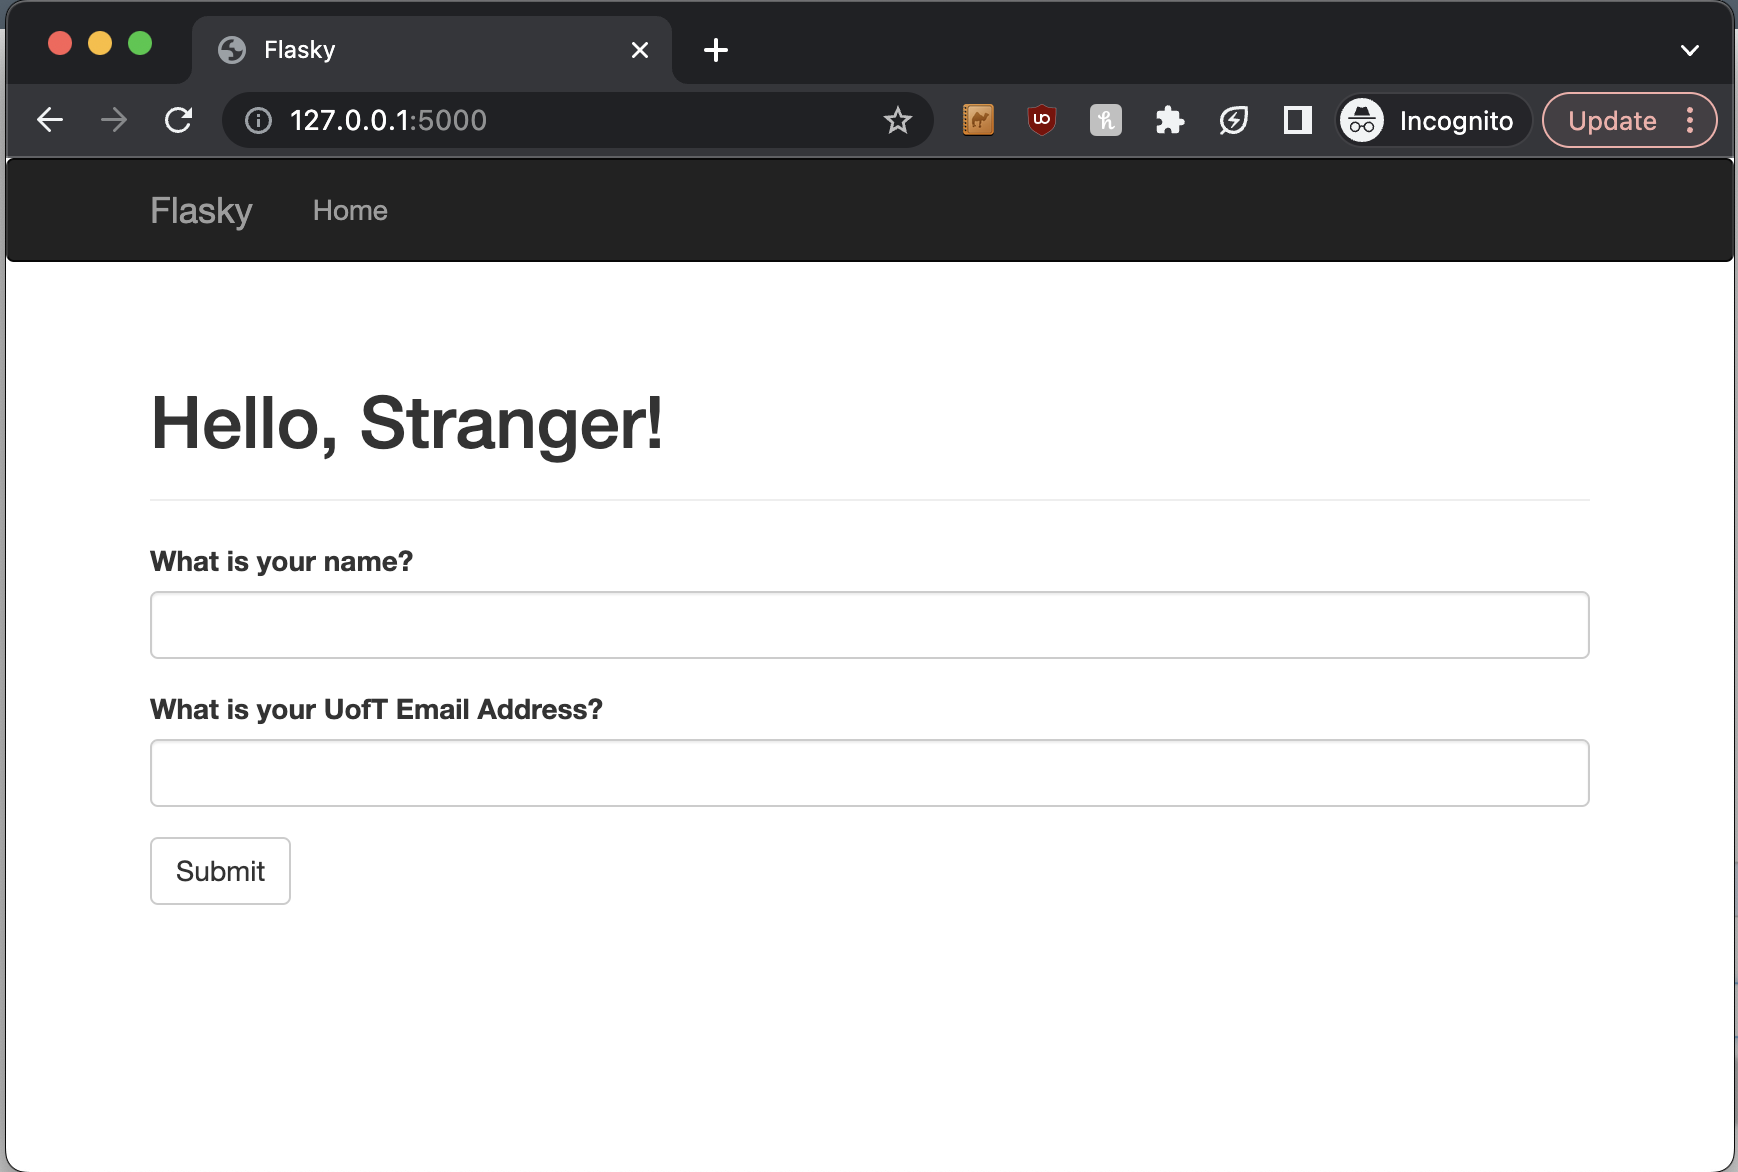 Flasky
127.0.0.1:5000
Incognito
Update
Flasky
Home
Hello, Stranger!
What is your name?
What is your UofT Email Address?
Submit